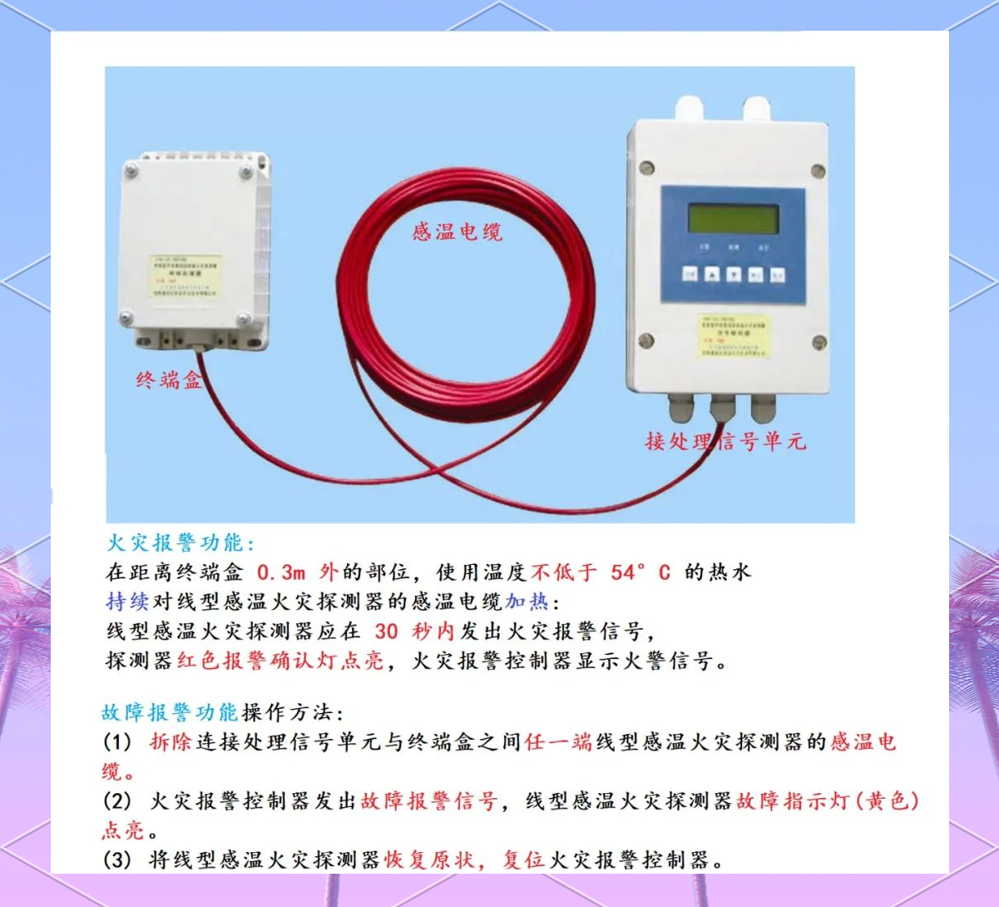 感温电缆
终端盒
接处理信号单元
火灾报警功能：
在距离终端盒 0.3m 外的部位，使用温度不低于 54°C 的热水
持续对线型感温火灾探测器的感温电缆加热：
线型感温火灾探测器应在 30 秒内发出火灾报警信号，
探测器红色报警确认灯点亮，火灾报警控制器显示火警信号。
故障报警功能操作方法：
(1) 拆除连接处理信号单元与终端盒之间任一端线型感温火灾探测器的感温电
缆。
(2) 火灾报警控制器发出故障报警信号，线型感温火灾探测器故障指示灯(黄色)
点亮。
(3) 将线型感温火灾探测器恢复原状，复位火灾报警控制器。